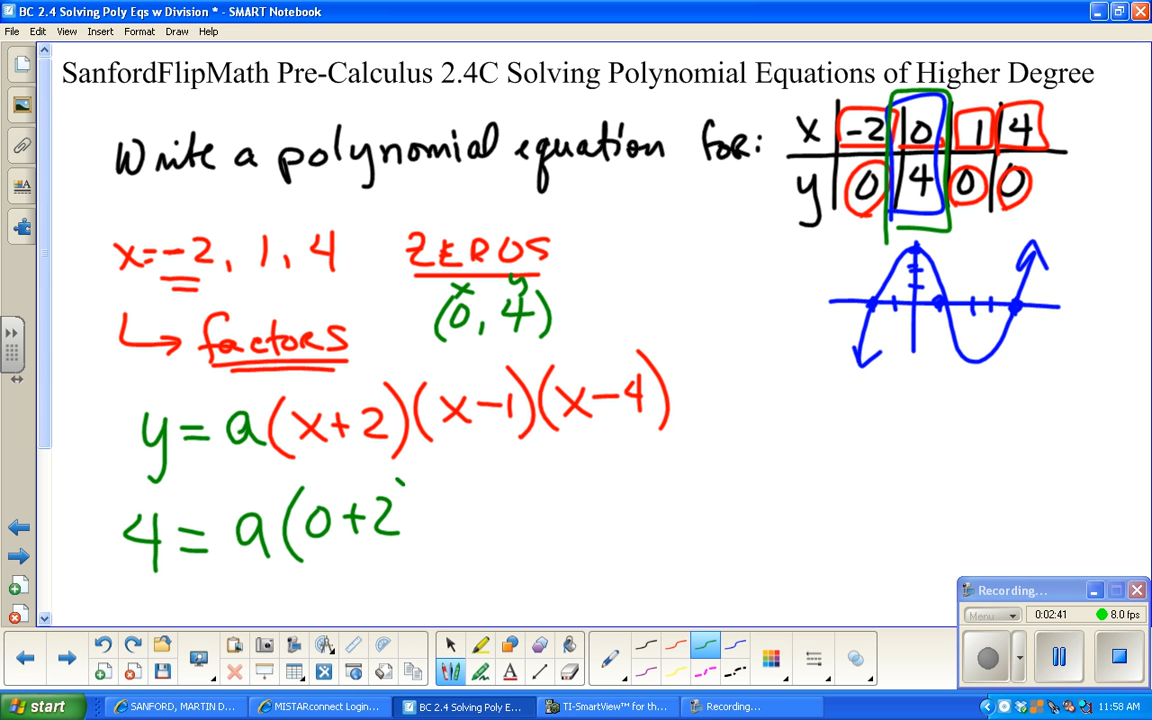 BC 2.4 Solving Poly Eqs w Division * - SMART Notebook
File Edit View Insert Format Draw Help
SanfordFlipMath Pre-Calculus 2.4C Solving Polynomial Equations of Higher Degree
Write a polynomial equation for:
x -2 0 1 4
y 0 4 0 0
x=-2, 1, 4 ZEROS
x y
(0, 4)
factors
y = a(x+2)(x-1)(x-4)
4 = a(0+2
Recording...
Menu 0:02:41 8.0 fps
start SANFORD, MARTIN D... MISTARconnect Login... BC 2.4 Solving Poly E... TI-SmartView™ for th... Recording... 11:58 AM